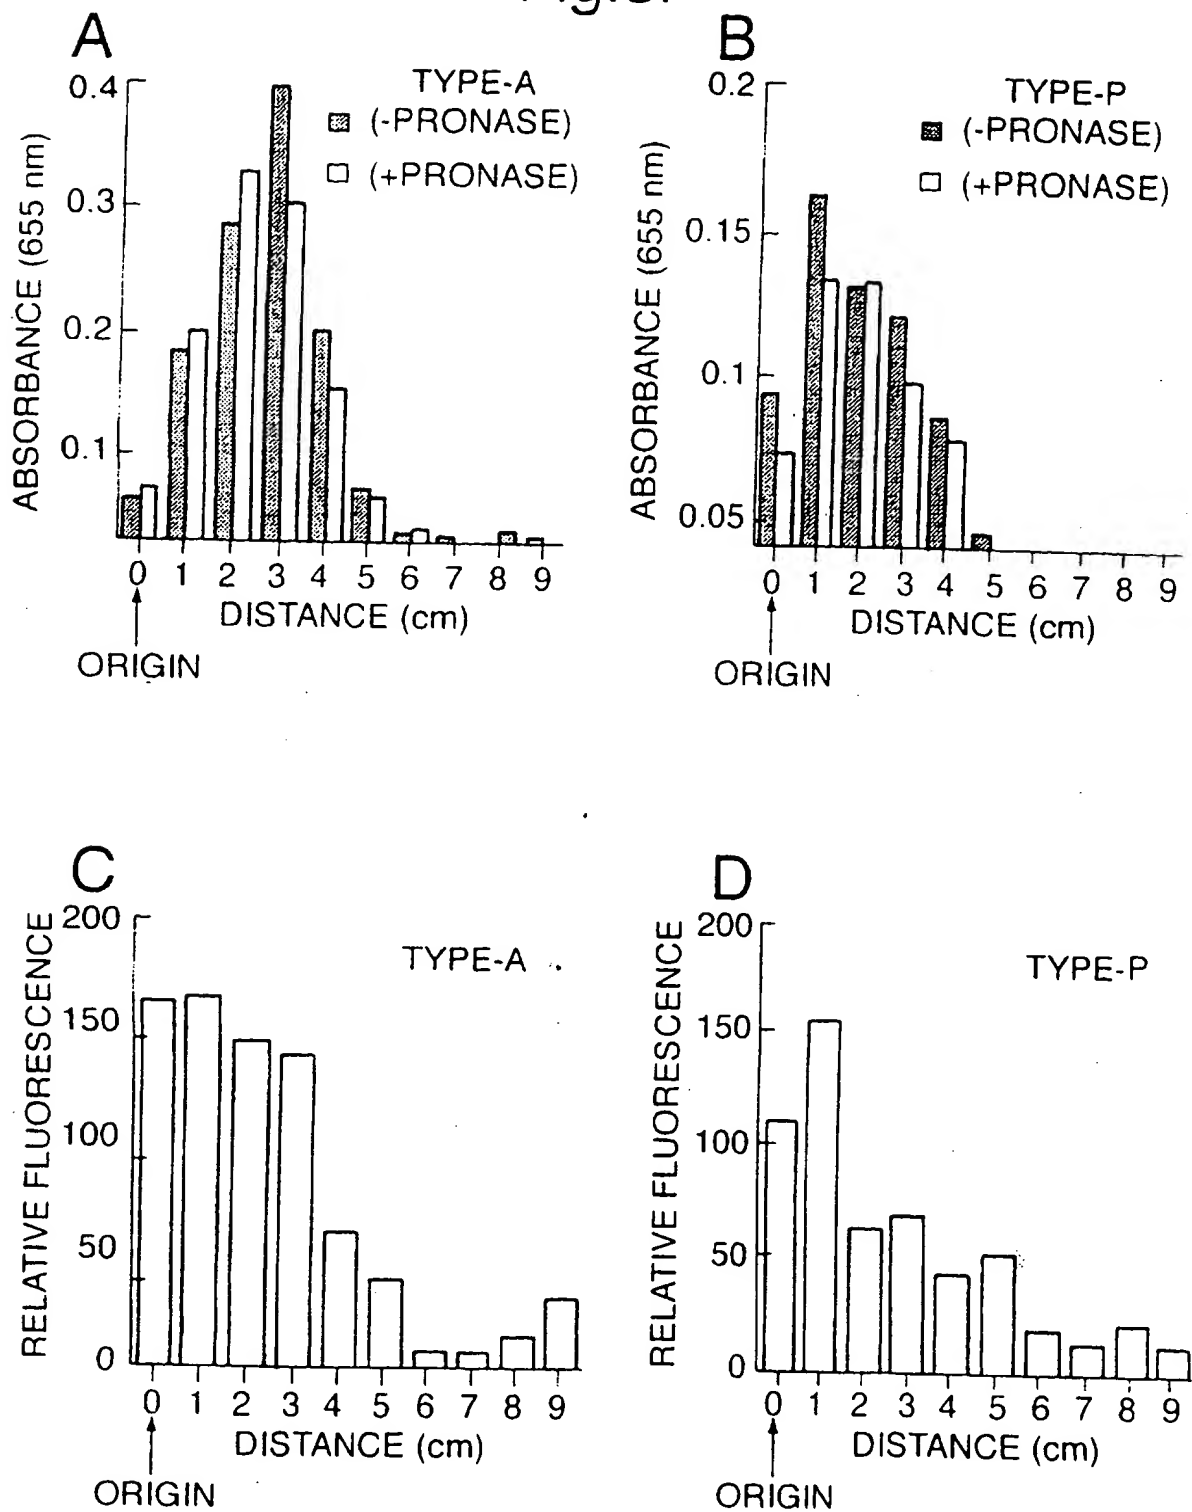 A
0.4
0.3
0.2
0.1
ABSORBANCE (655 nm)
TYPE-A
(-PRONASE)
(+PRONASE)
0 1 2 3 4 5 6 7 8 9
DISTANCE (cm)
ORIGIN
B
0.2
0.15
0.1
0.05
ABSORBANCE (655 nm)
TYPE-P
(-PRONASE)
(+PRONASE)
0 1 2 3 4 5 6 7 8 9
DISTANCE (cm)
ORIGIN
C
200
150
100
50
0
RELATIVE FLUORESCENCE
TYPE-A
0 1 2 3 4 5 6 7 8 9
DISTANCE (cm)
ORIGIN
D
200
150
100
50
0
RELATIVE FLUORESCENCE
TYPE-P
0 1 2 3 4 5 6 7 8 9
DISTANCE (cm)
ORIGIN